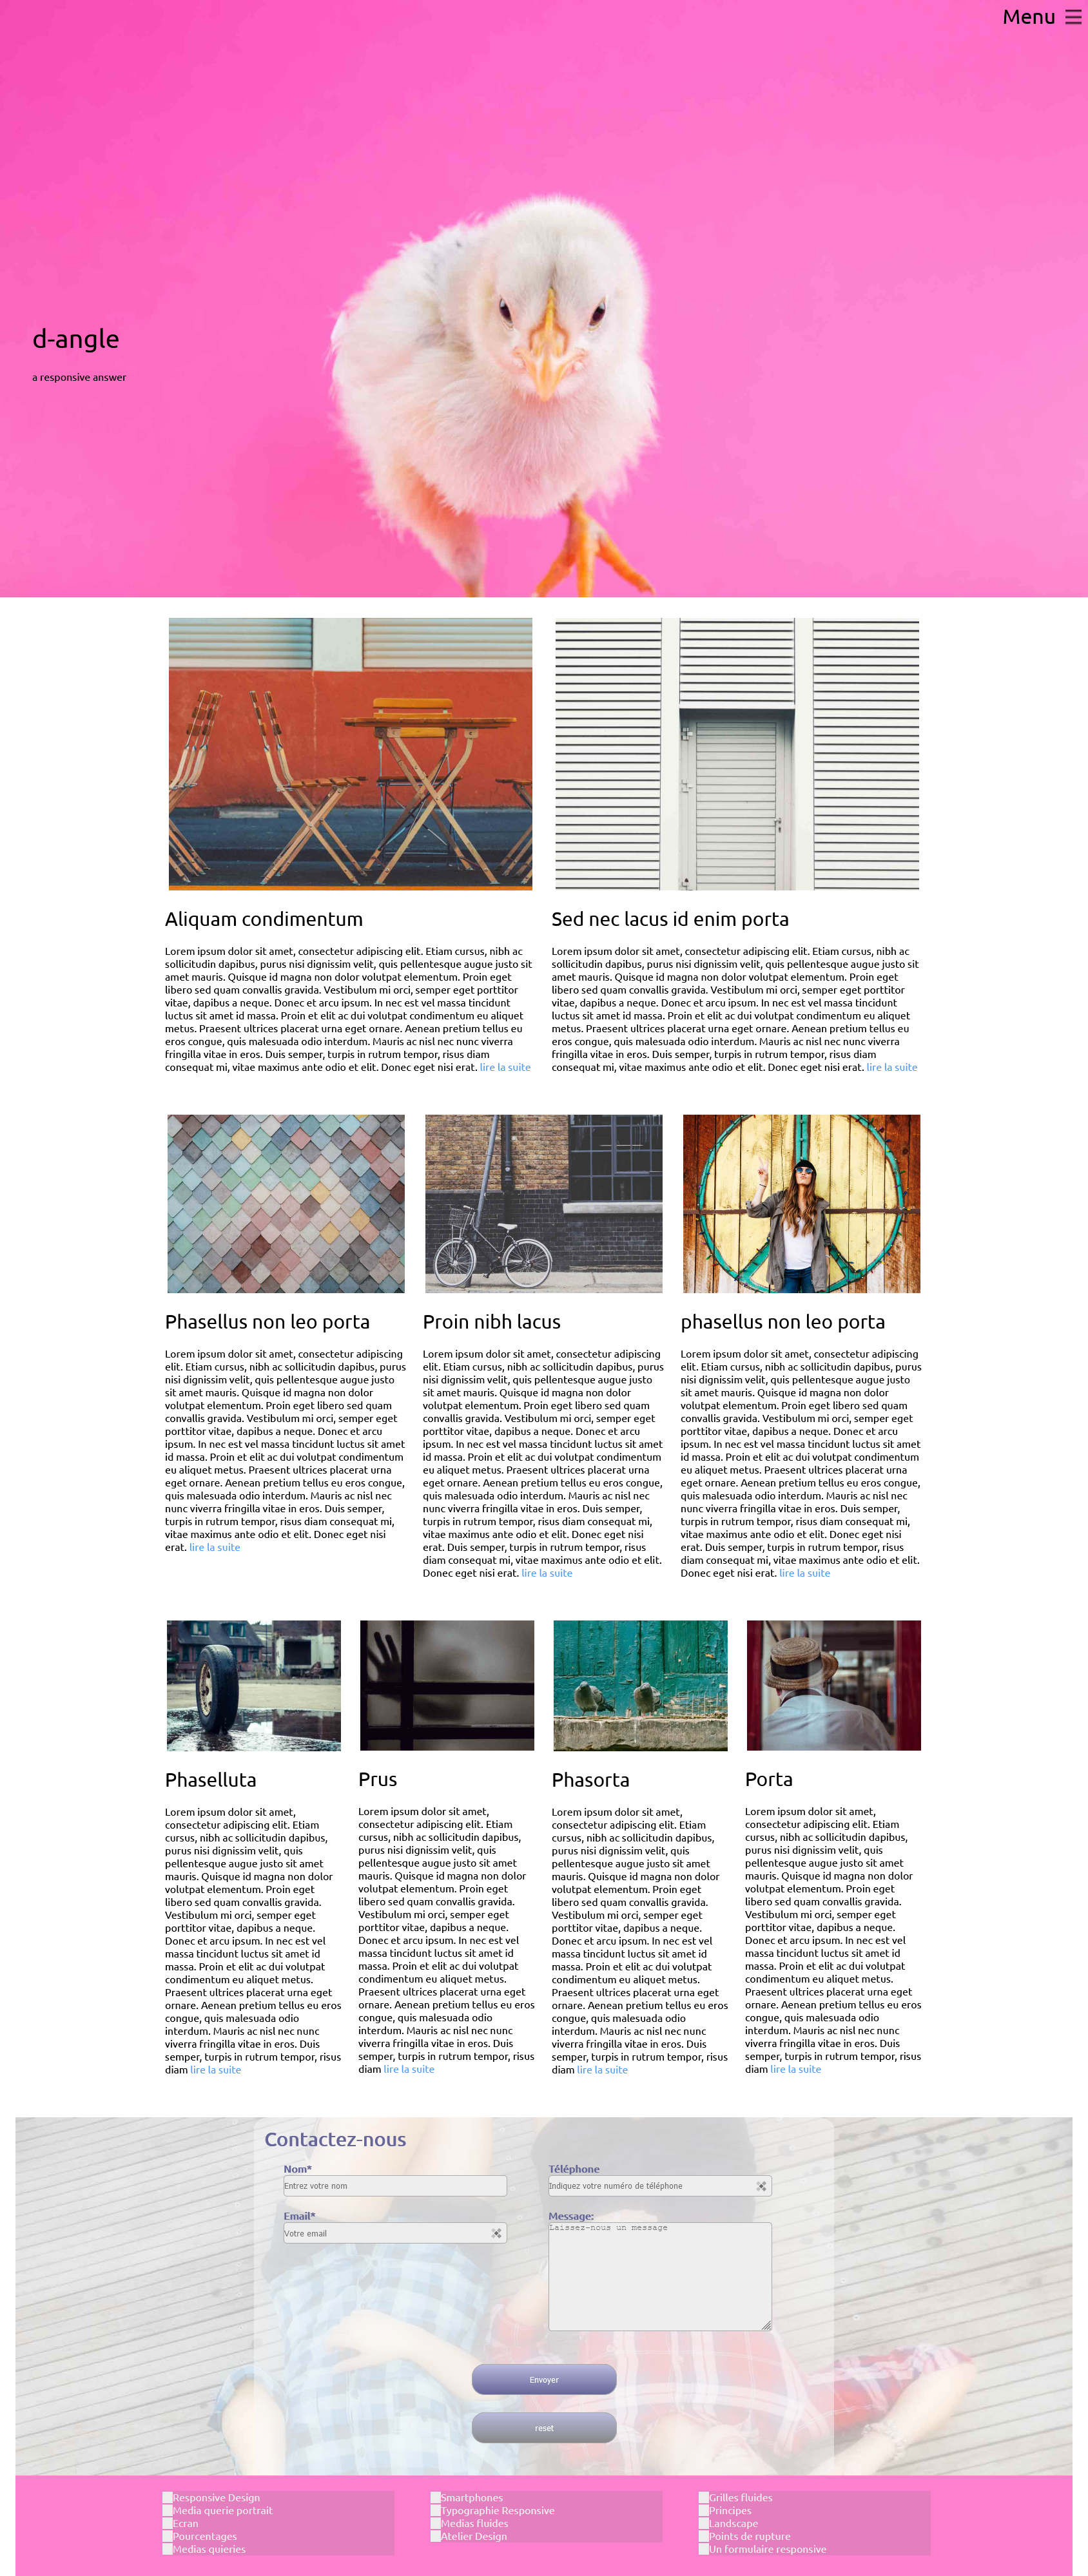 Menu
d-angle
a responsive answer
Aliquam condimentum
Lorem ipsum dolor sit amet, consectetur adipiscing elit. Etiam cursus, nibh ac
sollicitudin dapibus, purus nisi dignissim velit, quis pellentesque augue justo sit
amet mauris. Quisque id magna non dolor volutpat elementum. Proin eget
libero sed quam convallis gravida. Vestibulum mi orci, semper eget porttitor
vitae, dapibus a neque. Donec et arcu ipsum. In nec est vel massa tincidunt
luctus sit amet id massa. Proin et elit ac dui volutpat condimentum eu aliquet
metus. Praesent ultrices placerat urna eget ornare. Aenean pretium tellus eu
eros congue, quis malesuada odio interdum. Mauris ac nisl nec nunc viverra
fringilla vitae in eros. Duis semper, turpis in rutrum tempor, risus diam
consequat mi, vitae maximus ante odio et elit. Donec eget nisi erat. lire la suite
Sed nec lacus id enim porta
Lorem ipsum dolor sit amet, consectetur adipiscing elit. Etiam cursus, nibh ac
sollicitudin dapibus, purus nisi dignissim velit, quis pellentesque augue justo sit
amet mauris. Quisque id magna non dolor volutpat elementum. Proin eget
libero sed quam convallis gravida. Vestibulum mi orci, semper eget porttitor
vitae, dapibus a neque. Donec et arcu ipsum. In nec est vel massa tincidunt
luctus sit amet id massa. Proin et elit ac dui volutpat condimentum eu aliquet
metus. Praesent ultrices placerat urna eget ornare. Aenean pretium tellus eu
eros congue, quis malesuada odio interdum. Mauris ac nisl nec nunc viverra
fringilla vitae in eros. Duis semper, turpis in rutrum tempor, risus diam
consequat mi, vitae maximus ante odio et elit. Donec eget nisi erat. lire la suite
Phasellus non leo porta
Lorem ipsum dolor sit amet, consectetur adipiscing
elit. Etiam cursus, nibh ac sollicitudin dapibus, purus
nisi dignissim velit, quis pellentesque augue justo
sit amet mauris. Quisque id magna non dolor
volutpat elementum. Proin eget libero sed quam
convallis gravida. Vestibulum mi orci, semper eget
porttitor vitae, dapibus a neque. Donec et arcu
ipsum. In nec est vel massa tincidunt luctus sit amet
id massa. Proin et elit ac dui volutpat condimentum
eu aliquet metus. Praesent ultrices placerat urna
eget ornare. Aenean pretium tellus eu eros congue,
quis malesuada odio interdum. Mauris ac nisl nec
nunc viverra fringilla vitae in eros. Duis semper,
turpis in rutrum tempor, risus diam consequat mi,
vitae maximus ante odio et elit. Donec eget nisi
erat. lire la suite
Proin nibh lacus
Lorem ipsum dolor sit amet, consectetur adipiscing
elit. Etiam cursus, nibh ac sollicitudin dapibus, purus
nisi dignissim velit, quis pellentesque augue justo
sit amet mauris. Quisque id magna non dolor
volutpat elementum. Proin eget libero sed quam
convallis gravida. Vestibulum mi orci, semper eget
porttitor vitae, dapibus a neque. Donec et arcu
ipsum. In nec est vel massa tincidunt luctus sit amet
id massa. Proin et elit ac dui volutpat condimentum
eu aliquet metus. Praesent ultrices placerat urna
eget ornare. Aenean pretium tellus eu eros congue,
quis malesuada odio interdum. Mauris ac nisl nec
nunc viverra fringilla vitae in eros. Duis semper,
turpis in rutrum tempor, risus diam consequat mi,
vitae maximus ante odio et elit. Donec eget nisi
erat. Duis semper, turpis in rutrum tempor, risus
diam consequat mi, vitae maximus ante odio et elit.
Donec eget nisi erat. lire la suite
phasellus non leo porta
Lorem ipsum dolor sit amet, consectetur adipiscing
elit. Etiam cursus, nibh ac sollicitudin dapibus, purus
nisi dignissim velit, quis pellentesque augue justo
sit amet mauris. Quisque id magna non dolor
volutpat elementum. Proin eget libero sed quam
convallis gravida. Vestibulum mi orci, semper eget
porttitor vitae, dapibus a neque. Donec et arcu
ipsum. In nec est vel massa tincidunt luctus sit amet
id massa. Proin et elit ac dui volutpat condimentum
eu aliquet metus. Praesent ultrices placerat urna
eget ornare. Aenean pretium tellus eu eros congue,
quis malesuada odio interdum. Mauris ac nisl nec
nunc viverra fringilla vitae in eros. Duis semper,
turpis in rutrum tempor, risus diam consequat mi,
vitae maximus ante odio et elit. Donec eget nisi
erat. Duis semper, turpis in rutrum tempor, risus
diam consequat mi, vitae maximus ante odio et elit.
Donec eget nisi erat. lire la suite
Phaselluta
Lorem ipsum dolor sit amet,
consectetur adipiscing elit. Etiam
cursus, nibh ac sollicitudin dapibus,
purus nisi dignissim velit, quis
pellentesque augue justo sit amet
mauris. Quisque id magna non dolor
volutpat elementum. Proin eget
libero sed quam convallis gravida.
Vestibulum mi orci, semper eget
porttitor vitae, dapibus a neque.
Donec et arcu ipsum. In nec est vel
massa tincidunt luctus sit amet id
massa. Proin et elit ac dui volutpat
condimentum eu aliquet metus.
Praesent ultrices placerat urna eget
ornare. Aenean pretium tellus eu eros
congue, quis malesuada odio
interdum. Mauris ac nisl nec nunc
viverra fringilla vitae in eros. Duis
semper, turpis in rutrum tempor, risus
diam lire la suite
Prus
Lorem ipsum dolor sit amet,
consectetur adipiscing elit. Etiam
cursus, nibh ac sollicitudin dapibus,
purus nisi dignissim velit, quis
pellentesque augue justo sit amet
mauris. Quisque id magna non dolor
volutpat elementum. Proin eget
libero sed quam convallis gravida.
Vestibulum mi orci, semper eget
porttitor vitae, dapibus a neque.
Donec et arcu ipsum. In nec est vel
massa tincidunt luctus sit amet id
massa. Proin et elit ac dui volutpat
condimentum eu aliquet metus.
Praesent ultrices placerat urna eget
ornare. Aenean pretium tellus eu eros
congue, quis malesuada odio
interdum. Mauris ac nisl nec nunc
viverra fringilla vitae in eros. Duis
semper, turpis in rutrum tempor, risus
diam lire la suite
Phasorta
Lorem ipsum dolor sit amet,
consectetur adipiscing elit. Etiam
cursus, nibh ac sollicitudin dapibus,
purus nisi dignissim velit, quis
pellentesque augue justo sit amet
mauris. Quisque id magna non dolor
volutpat elementum. Proin eget
libero sed quam convallis gravida.
Vestibulum mi orci, semper eget
porttitor vitae, dapibus a neque.
Donec et arcu ipsum. In nec est vel
massa tincidunt luctus sit amet id
massa. Proin et elit ac dui volutpat
condimentum eu aliquet metus.
Praesent ultrices placerat urna eget
ornare. Aenean pretium tellus eu eros
congue, quis malesuada odio
interdum. Mauris ac nisl nec nunc
viverra fringilla vitae in eros. Duis
semper, turpis in rutrum tempor, risus
diam lire la suite
Porta
Lorem ipsum dolor sit amet,
consectetur adipiscing elit. Etiam
cursus, nibh ac sollicitudin dapibus,
purus nisi dignissim velit, quis
pellentesque augue justo sit amet
mauris. Quisque id magna non dolor
volutpat elementum. Proin eget
libero sed quam convallis gravida.
Vestibulum mi orci, semper eget
porttitor vitae, dapibus a neque.
Donec et arcu ipsum. In nec est vel
massa tincidunt luctus sit amet id
massa. Proin et elit ac dui volutpat
condimentum eu aliquet metus.
Praesent ultrices placerat urna eget
ornare. Aenean pretium tellus eu eros
congue, quis malesuada odio
interdum. Mauris ac nisl nec nunc
viverra fringilla vitae in eros. Duis
semper, turpis in rutrum tempor, risus
diam lire la suite
Contactez-nous
Nom*
Entrez votre nom
Email*
Votre email
Téléphone
Indiquez votre numéro de téléphone
Message:
Laissez-nous un message
Envoyer
reset
Responsive Design
Media querie portrait
Ecran
Pourcentages
Medias quieries
Smartphones
Typographie Responsive
Medias fluides
Atelier Design
Grilles fluides
Principes
Landscape
Points de rupture
Un formulaire responsive